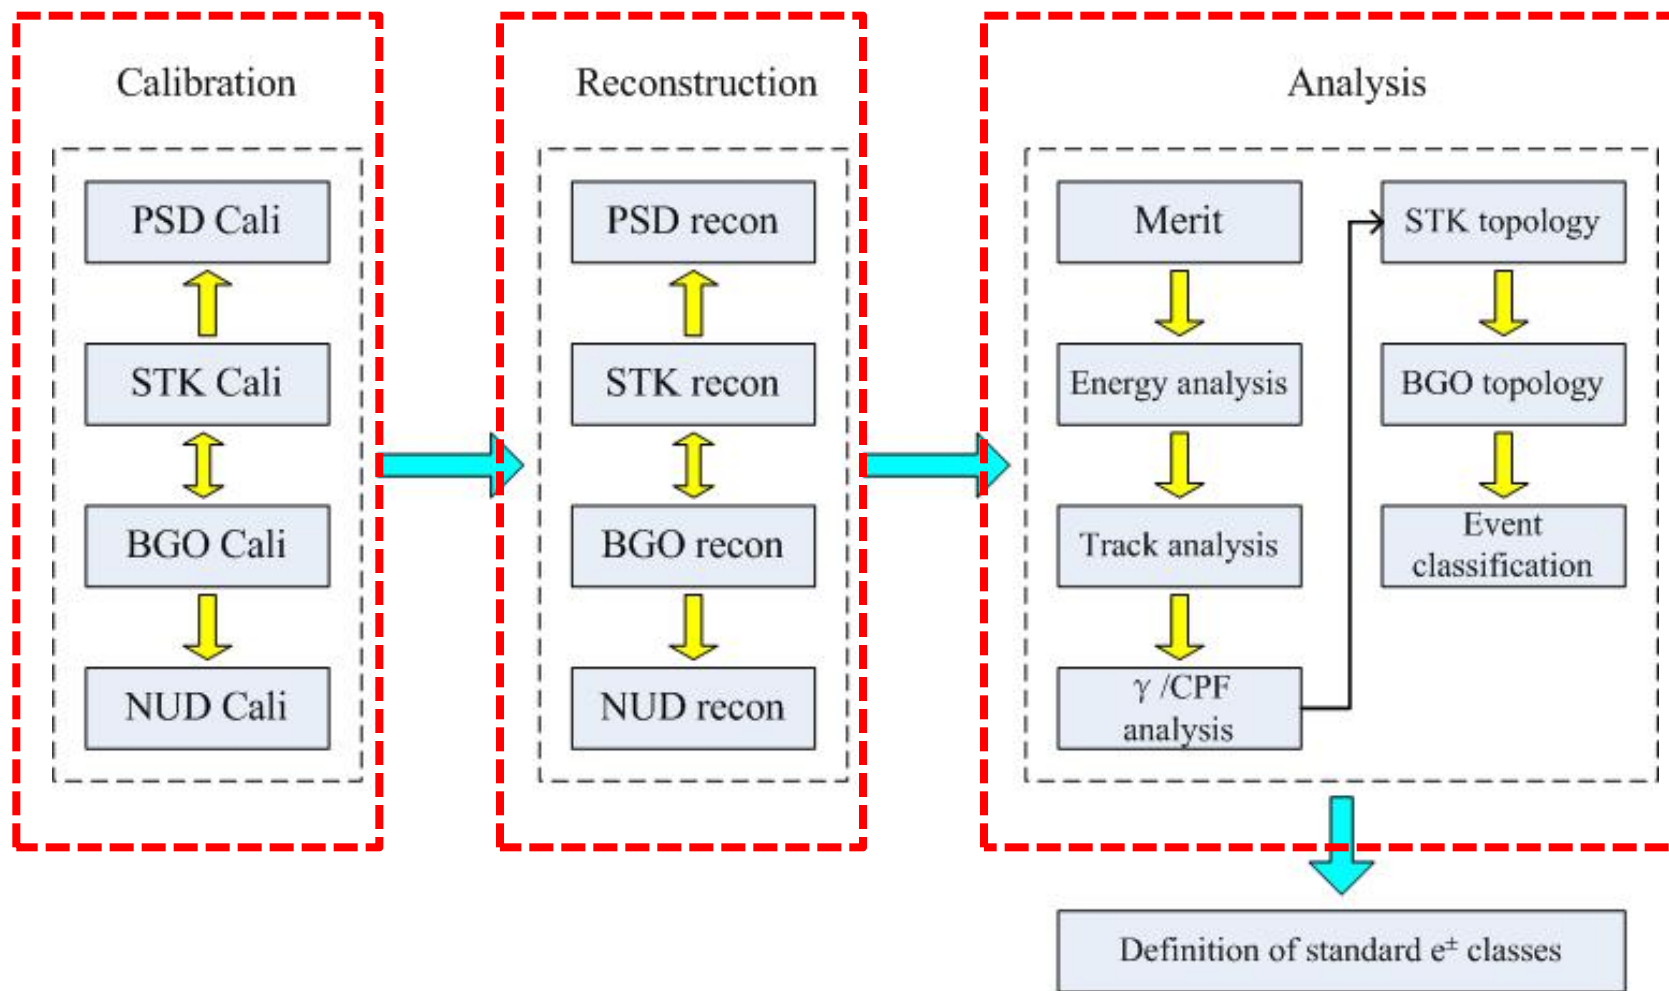 Calibration
PSD Cali
STK Cali
BGO Cali
NUD Cali
Reconstruction
PSD recon
STK recon
BGO recon
NUD recon
Analysis
Merit
Energy analysis
Track analysis
γ /CPF
analysis
STK topology
BGO topology
Event
classification
Definition of standard e± classes